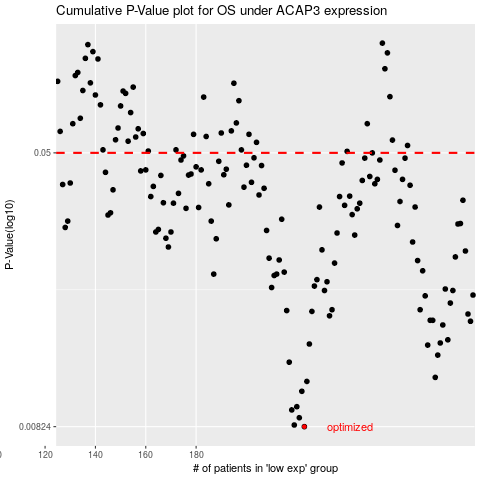 Cumulative P-Value plot for OS under ACAP3 expression
0.05
P-Value(log10)
0.00824
optimized
0 120 140 160 180
# of patients in 'low exp' group